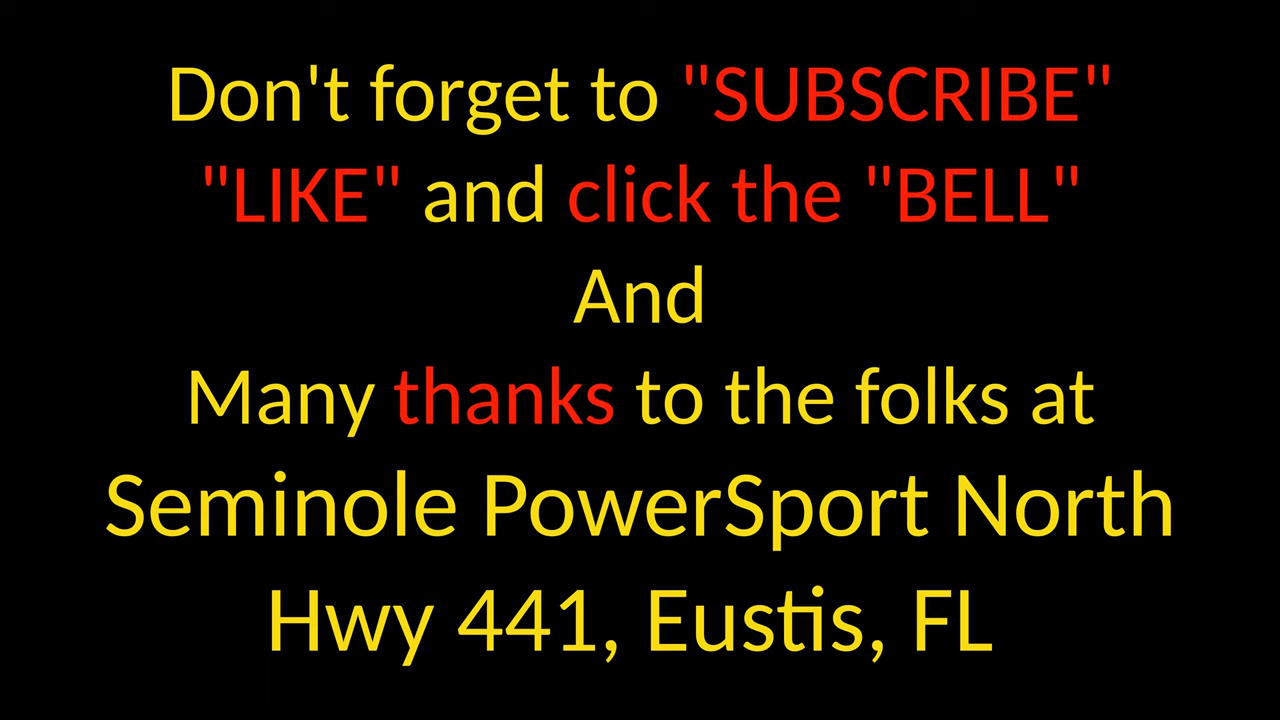 Don't forget to "SUBSCRIBE"
"LIKE" and click the "BELL"
And
Many thanks to the folks at
Seminole PowerSport North
Hwy 441, Eustis, FL